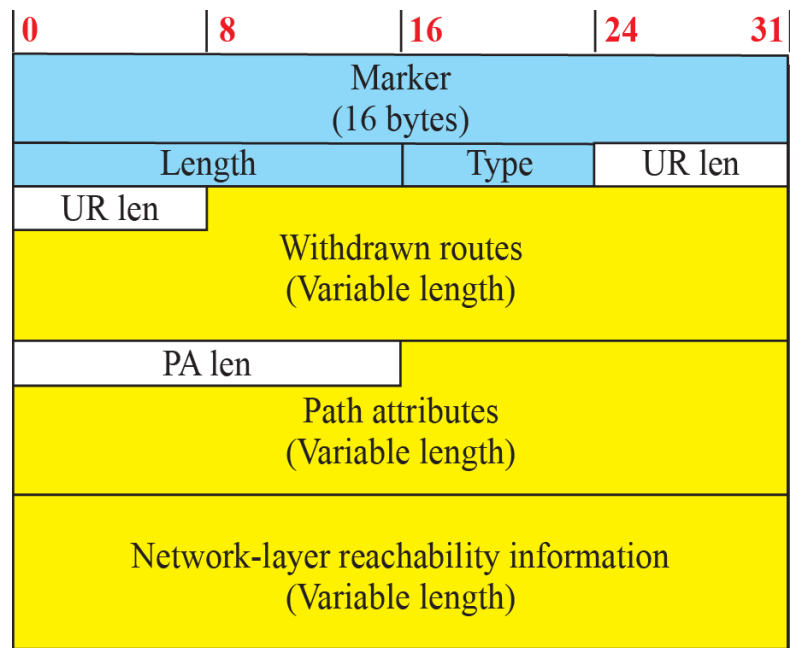 0 8 16 24 31
Marker
(16 bytes)
Length Type UR len
UR len
Withdrawn routes
(Variable length)
PA len
Path attributes
(Variable length)
Network-layer reachability information
(Variable length)